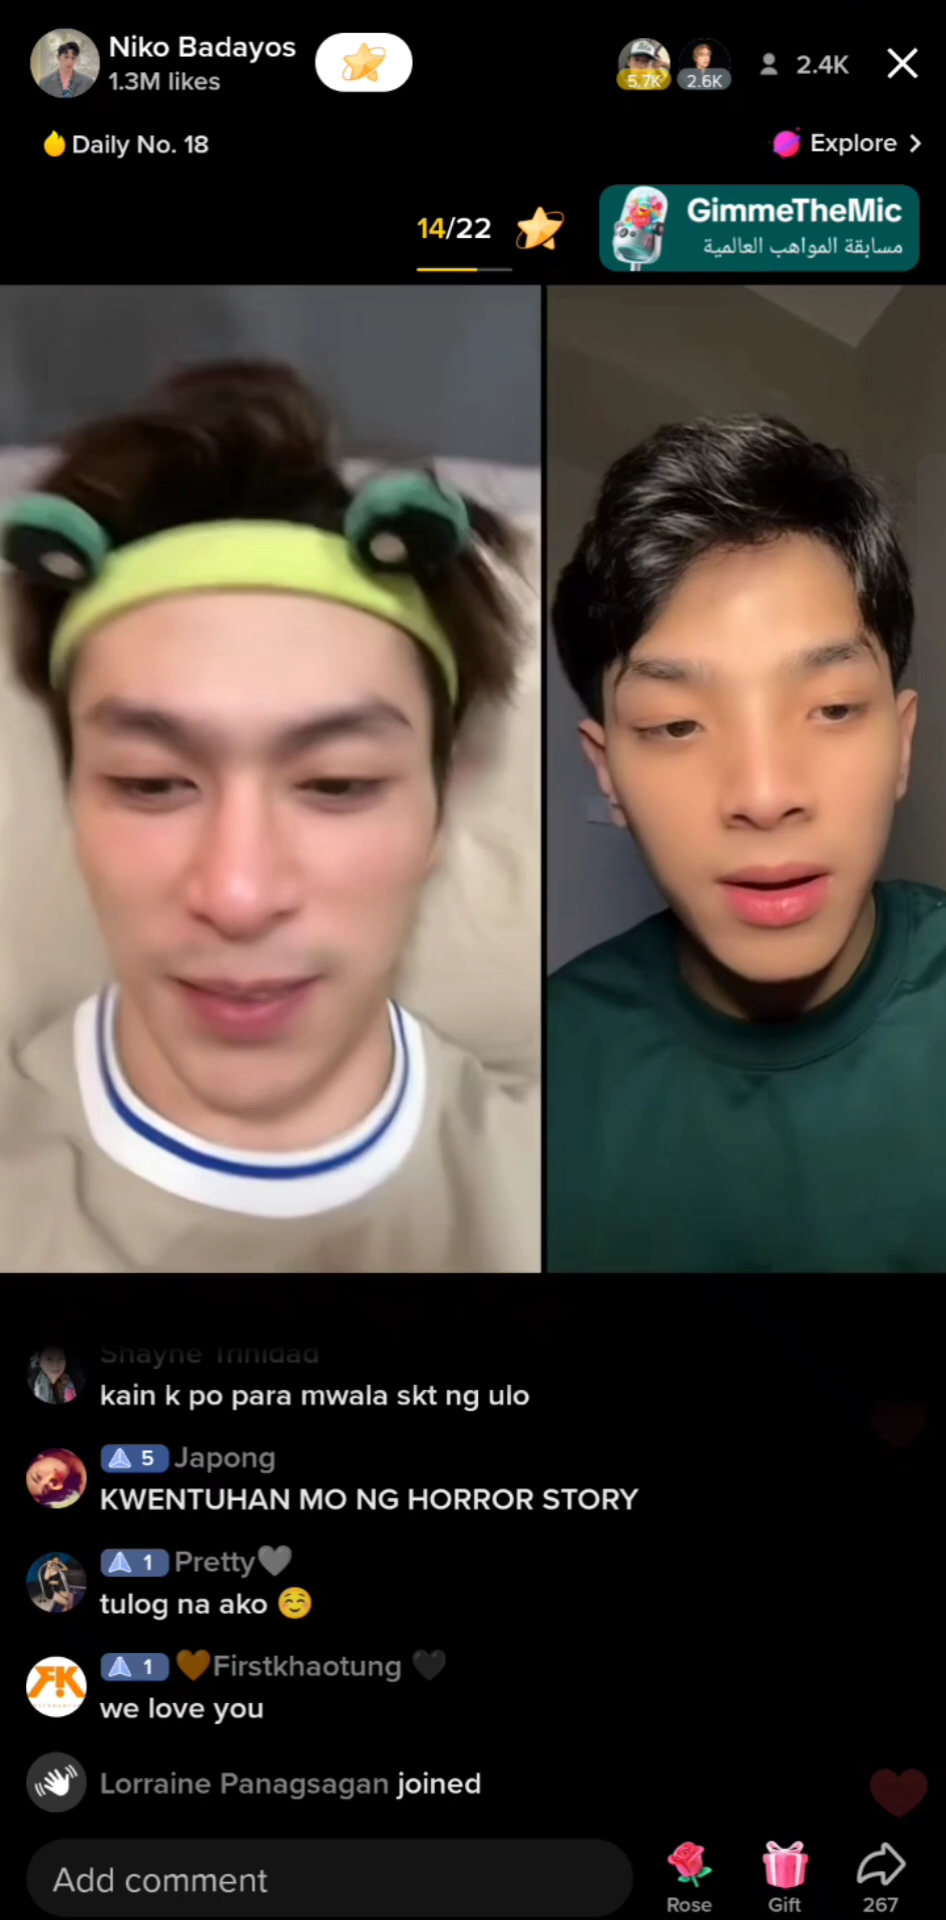 Niko Badayos
1.3M likes
5.7K
2.6K
2.4K
Daily No. 18
Explore
14/22
GimmeTheMic
مسابقة المواهب العالمية
Shayne Trinidad
kain k po para mwala skt ng ulo
5 Japong
KWENTUHAN MO NG HORROR STORY
1 Pretty🩶
tulog na ako ☺️
1 🧡Firstkhaotung 🖤
we love you
Lorraine Panagsagan joined
Add comment
Rose
Gift
267